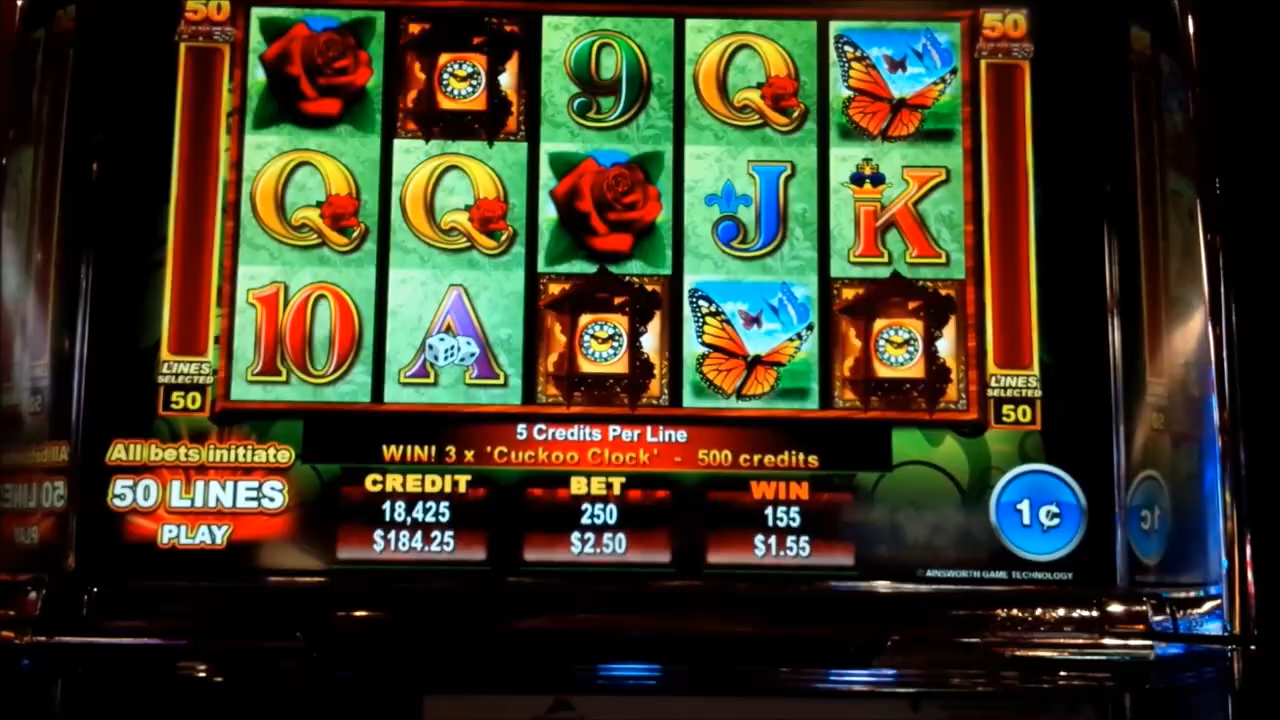 50
50
9
Q
Q
Q
J
K
10
A
LINES
SELECTED
50
LINES
SELECTED
50
5 Credits Per Line
WIN! 3 x 'Cuckoo Clock' - 500 credits
All bets initiate
50 LINES
PLAY
CREDIT
18,425
$184.25
BET
250
$2.50
WIN
155
$1.55
1¢
AINSWORTH GAME TECHNOLOGY